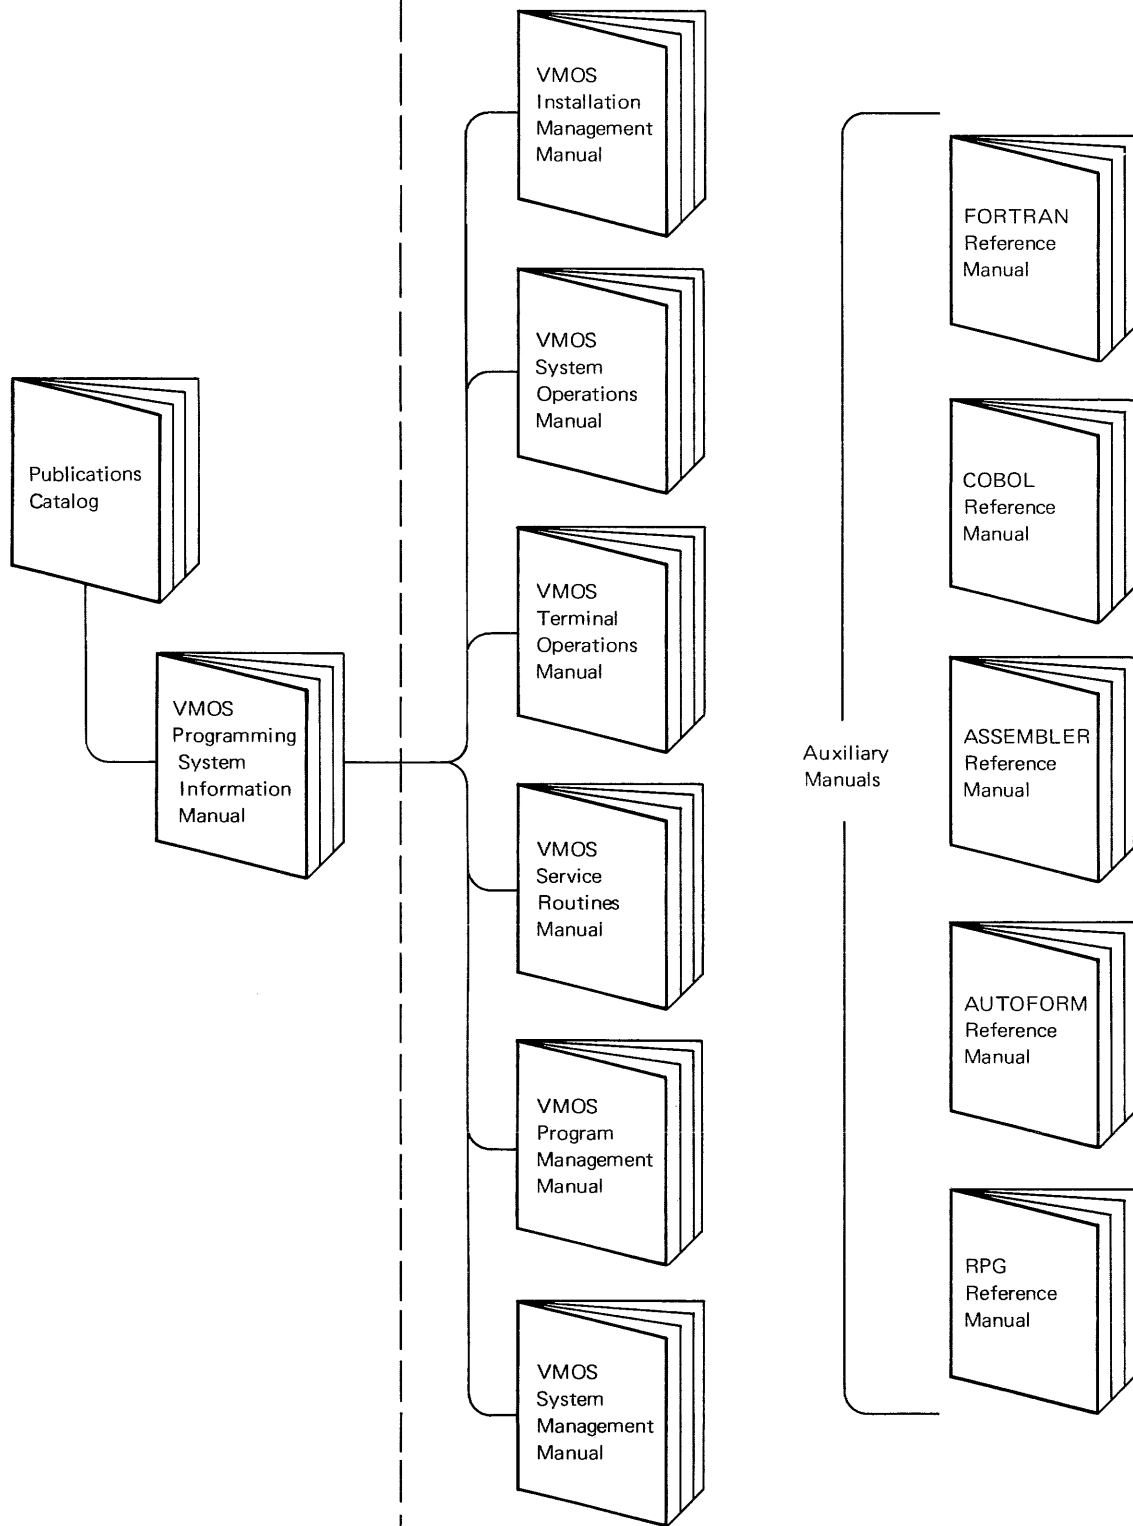 Publications
Catalog
VMOS
Programming
System
Information
Manual
VMOS
Installation
Management
Manual
VMOS
System
Operations
Manual
VMOS
Terminal
Operations
Manual
VMOS
Service
Routines
Manual
VMOS
Program
Management
Manual
VMOS
System
Management
Manual
Auxiliary
Manuals
FORTRAN
Reference
Manual
COBOL
Reference
Manual
ASSEMBLER
Reference
Manual
AUTOFORM
Reference
Manual
RPG
Reference
Manual